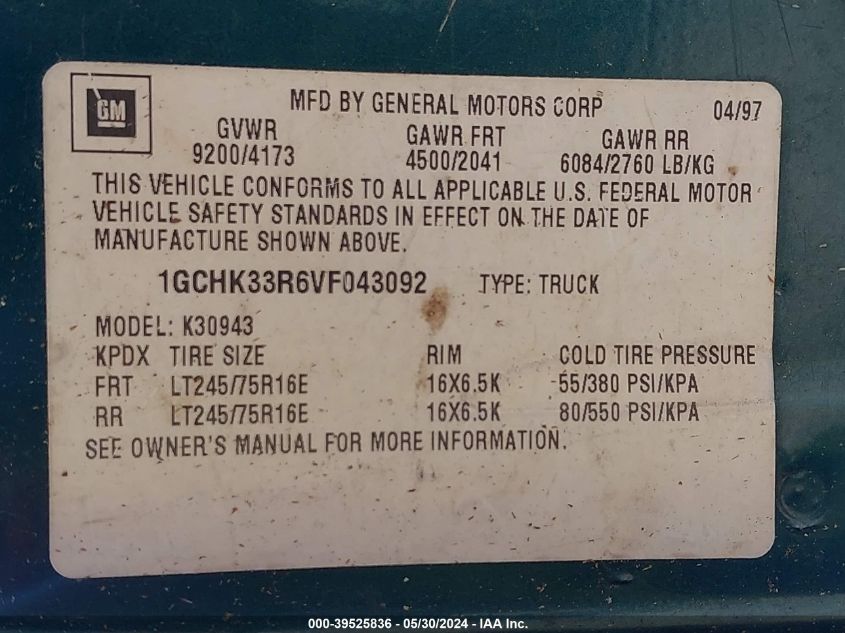 GM
MFD BY GENERAL MOTORS CORP 04/97
GVWR GAWR FRT GAWR RR
9200/4173 4500/2041 6084/2760 LB/KG
THIS VEHICLE CONFORMS TO ALL APPLICABLE U.S. FEDERAL MOTOR
VEHICLE SAFETY STANDARDS IN EFFECT ON THE DATE OF
MANUFACTURE SHOWN ABOVE.
1GCHK33R6VF043092 TYPE: TRUCK
MODEL: K30943
KPDX TIRE SIZE RIM COLD TIRE PRESSURE
FRT LT245/75R16E 16X6.5K 55/380 PSI/KPA
RR LT245/75R16E 16X6.5K 80/550 PSI/KPA
SEE OWNER'S MANUAL FOR MORE INFORMATION.
000-39525836 - 05/30/2024 - IAA Inc.